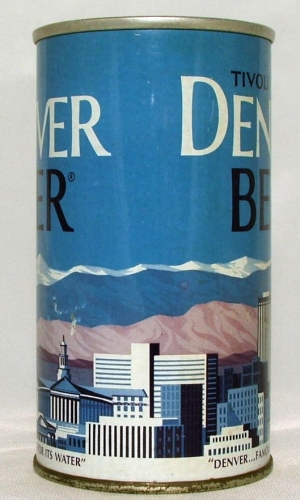 TIVOLI
VER DEN
ER® BE
R ITS WATER" "DENVER...FAM